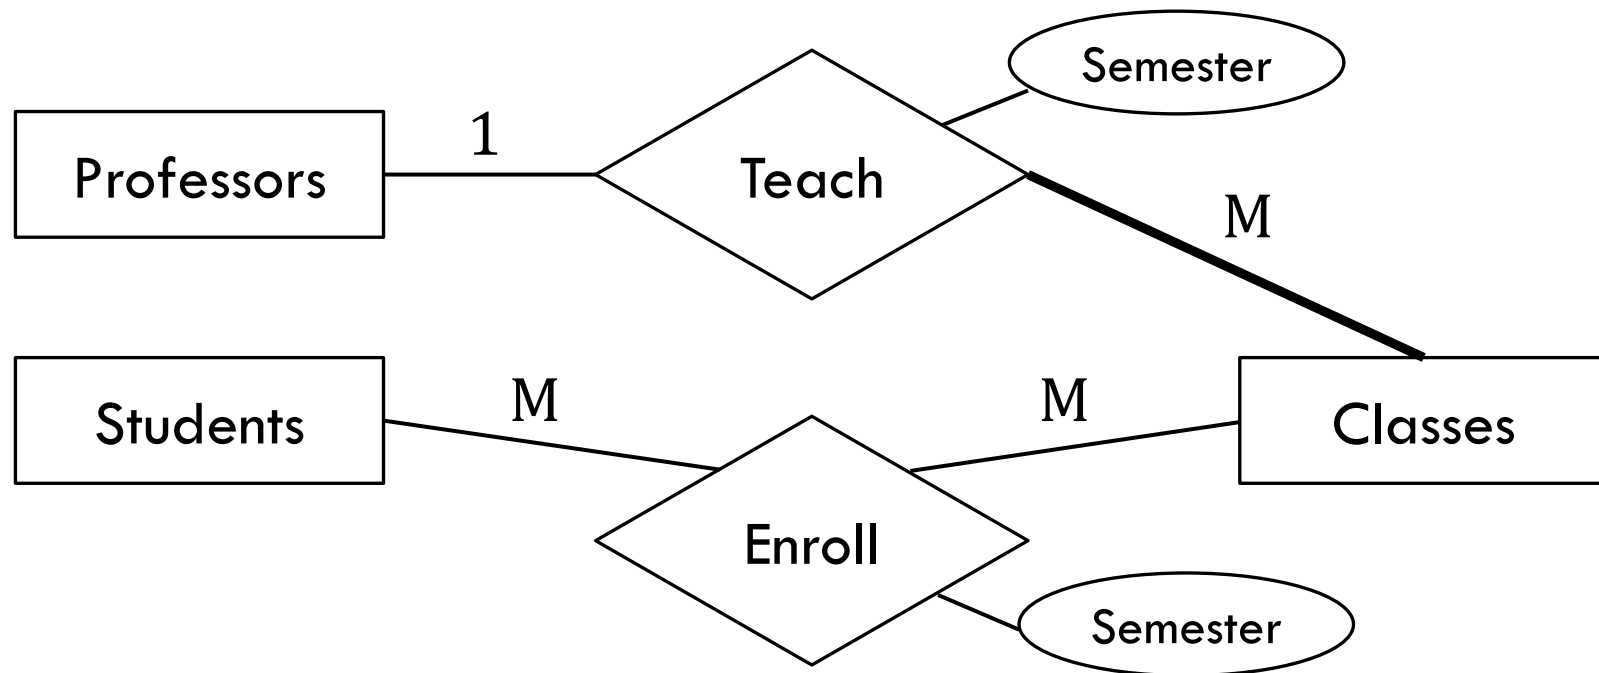 Semester
Professors
1
Teach
M
Students
M
M
Classes
Enroll
Semester